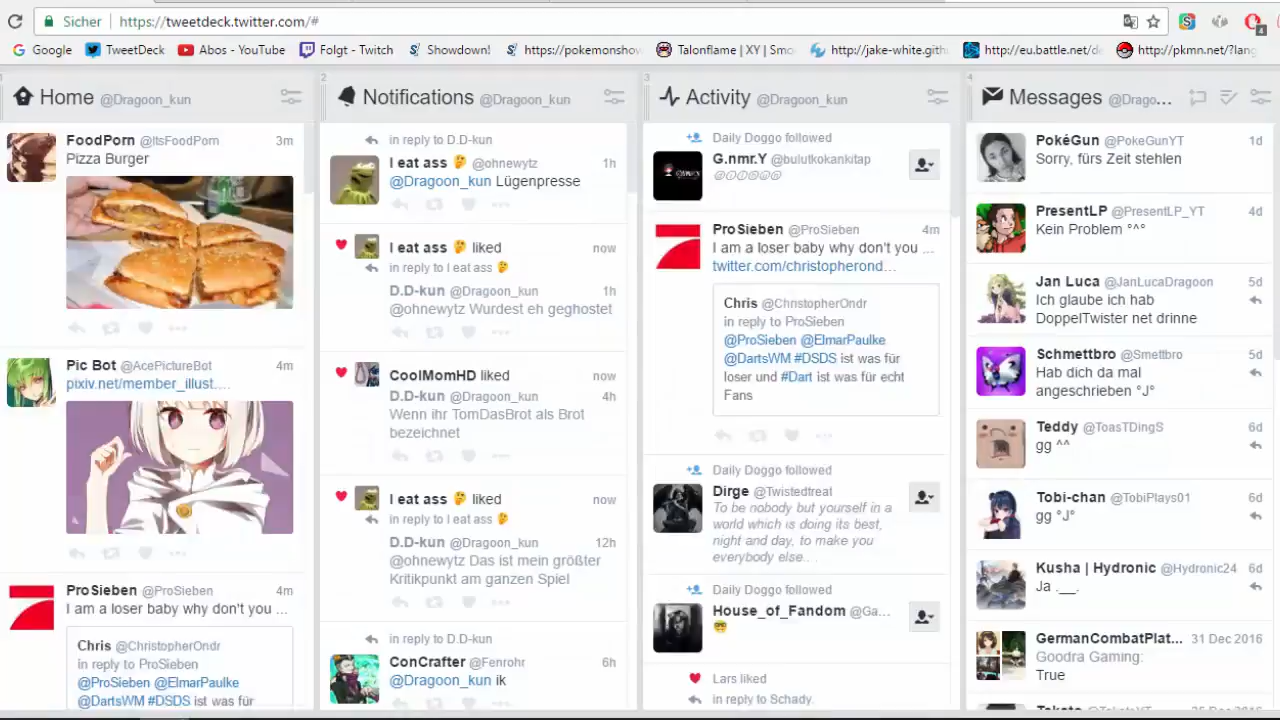 Sicher https://tweetdeck.twitter.com/#
4
Google TweetDeck Abos - YouTube Folgt - Twitch Showdown! https://pokemonshow Talonflame | XY | Smo http://jake-white.gith http://eu.battle.net/d http://pkmn.net/?lang
1
Home @Dragoon_kun
FoodPorn @ItsFoodPorn 3m
Pizza Burger
Pic Bot @AcePictureBot 4m
pixiv.net/member_illust....
ProSieben @ProSieben 4m
I am a loser baby why don't you ...
Chris @ChristopherOndr
in reply to ProSieben
@ProSieben @ElmarPaulke
@DartsWM #DSDS ist was für
2
Notifications @Dragoon_kun
in reply to D.D-kun
I eat ass 🤔 @ohnewytz 1h
@Dragoon_kun Lügenpresse
I eat ass 🤔 liked now
in reply to I eat ass 🤔
D.D-kun @Dragoon_kun 1h
@ohnewytz Wurdest eh geghostet
CoolMomHD liked now
D.D-kun @Dragoon_kun 4h
Wenn ihr TomDasBrot als Brot
bezeichnet
I eat ass 🤔 liked now
in reply to I eat ass 🤔
D.D-kun @Dragoon_kun 12h
@ohnewytz Das ist mein größter
Kritikpunkt am ganzen Spiel
in reply to D.D-kun
ConCrafter @Fenrohr 6h
@Dragoon_kun ik
3
Activity @Dragoon_kun
Daily Doggo followed
G.nmr.Y @bulutkokankitap
ProSieben @ProSieben 4m
I am a loser baby why don't you ...
twitter.com/christopherond...
Chris @ChristopherOndr
in reply to ProSieben
@ProSieben @ElmarPaulke
@DartsWM #DSDS ist was für
loser und #Dart ist was für echt
Fans
Daily Doggo followed
Dirge @Twistedtreat
To be nobody but yourself in a
world which is doing its best,
night and day, to make you
everybody else...
Daily Doggo followed
House_of_Fandom @Ga...
🤓
Lars liked
in reply to Schady.
4
Messages @Drago...
PokéGun @PokeGunYT 1d
Sorry, fürs Zeit stehlen
PresentLP @PresentLP_YT 4d
Kein Problem °^°
Jan Luca @JanLucaDragoon 5d
Ich glaube ich hab
DoppelTwister net drinne
Schmettbro @Smettbro 5d
Hab dich da mal
angeschrieben °J°
Teddy @ToasTDingS 6d
gg ^^
Tobi-chan @TobiPlays01 6d
gg °J°
Kusha | Hydronic @Hydronic24 6d
Ja .__.
GermanCombatPlat... 31 Dec 2016
Goodra Gaming:
True